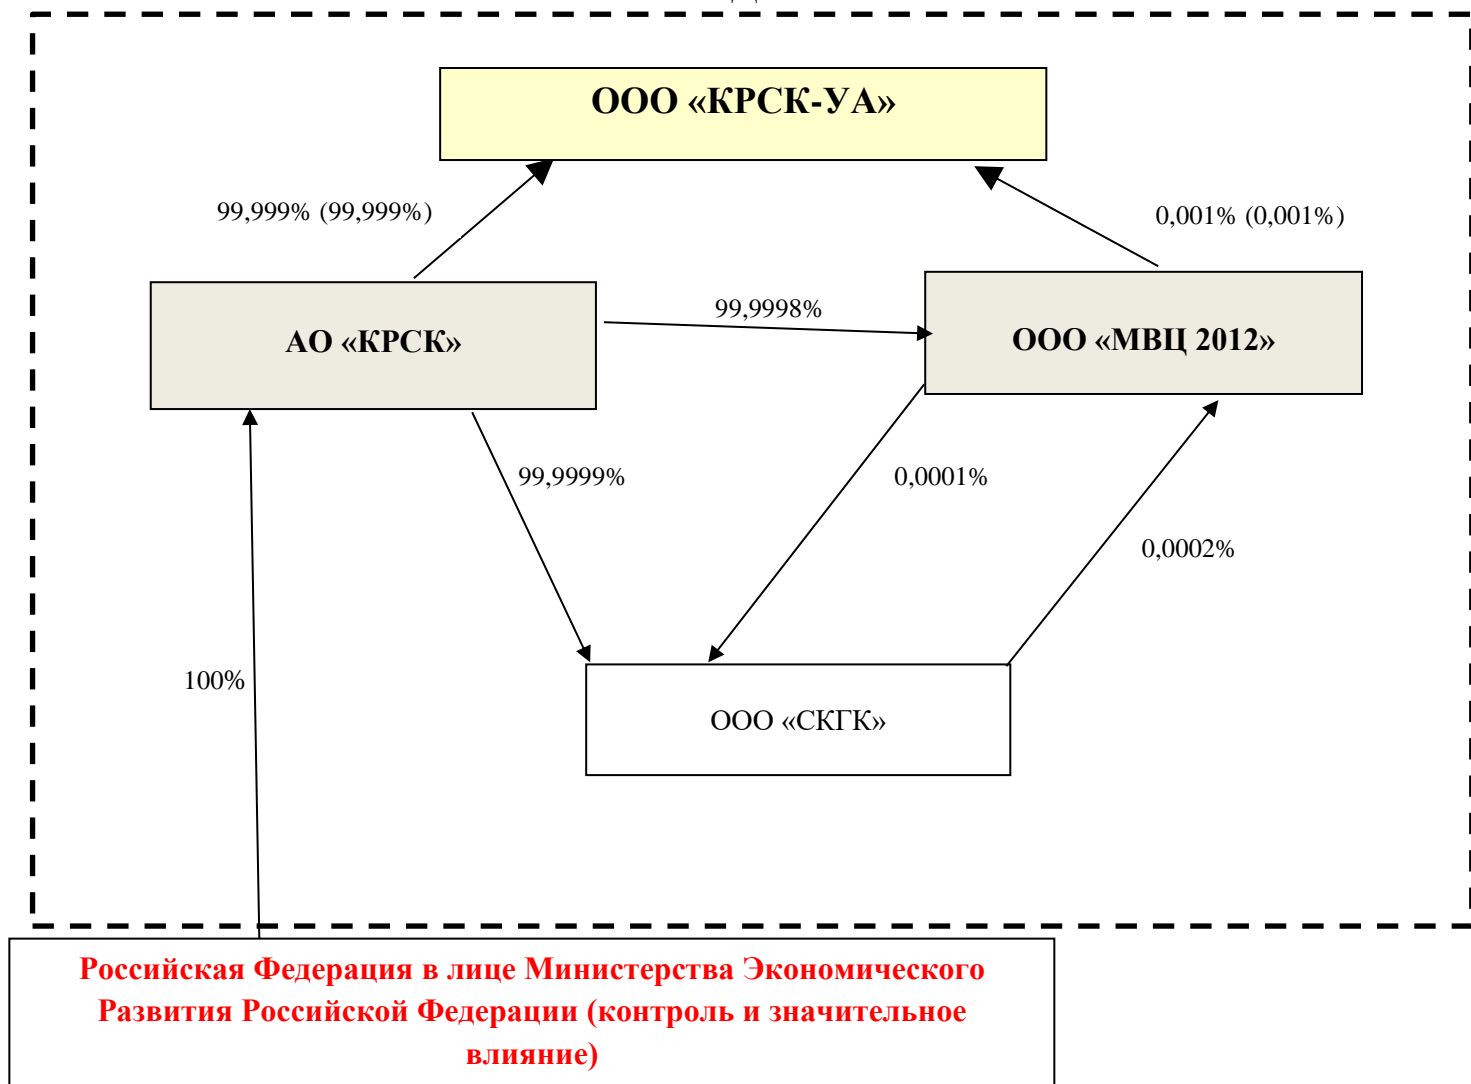 ООО «КРСК-УА»
99,999% (99,999%)
0,001% (0,001%)
99,9998%
АО «КРСК»
ООО «МВЦ 2012»
99,9999%
0,0001%
0,0002%
100%
ООО «СКГК»
Российская Федерация в лице Министерства Экономического
Развития Российской Федерации (контроль и значительное
влияние)